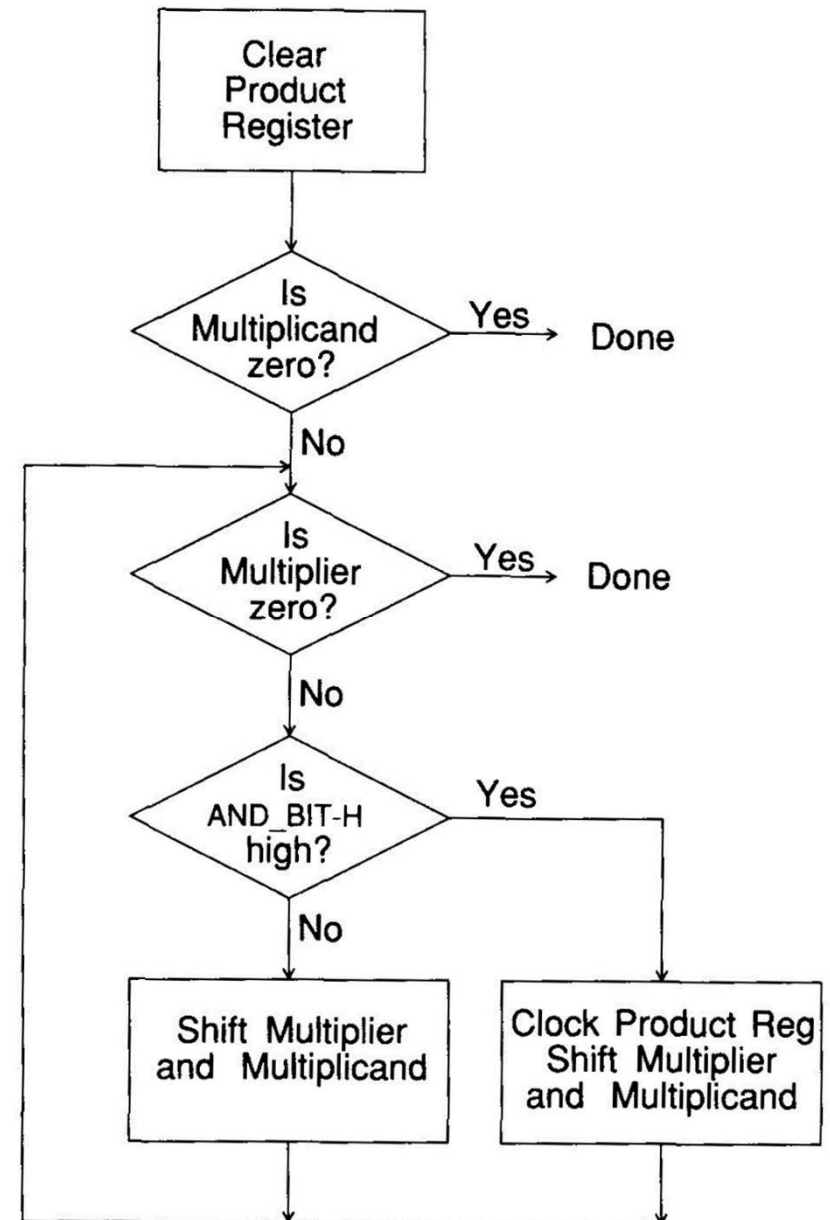 Clear
Product
Register
Is
Multiplicand
zero?
Yes
Done
No
Is
Multiplier
zero?
Yes
Done
No
Is
AND_BIT-H
high?
Yes
No
Shift Multiplier
and Multiplicand
Clock Product Reg
Shift Multiplier
and Multiplicand